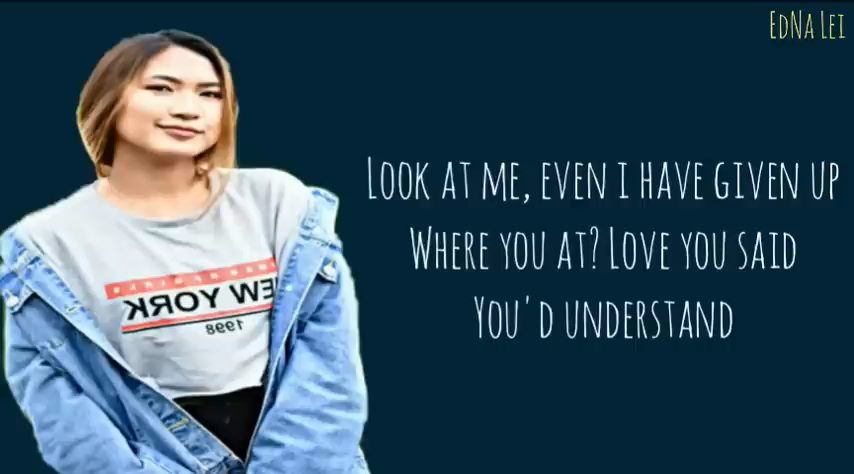 EdNa Lei
Look at me, even i have given up
Where you at? Love you said
You'd understand
NEW YORK
1998